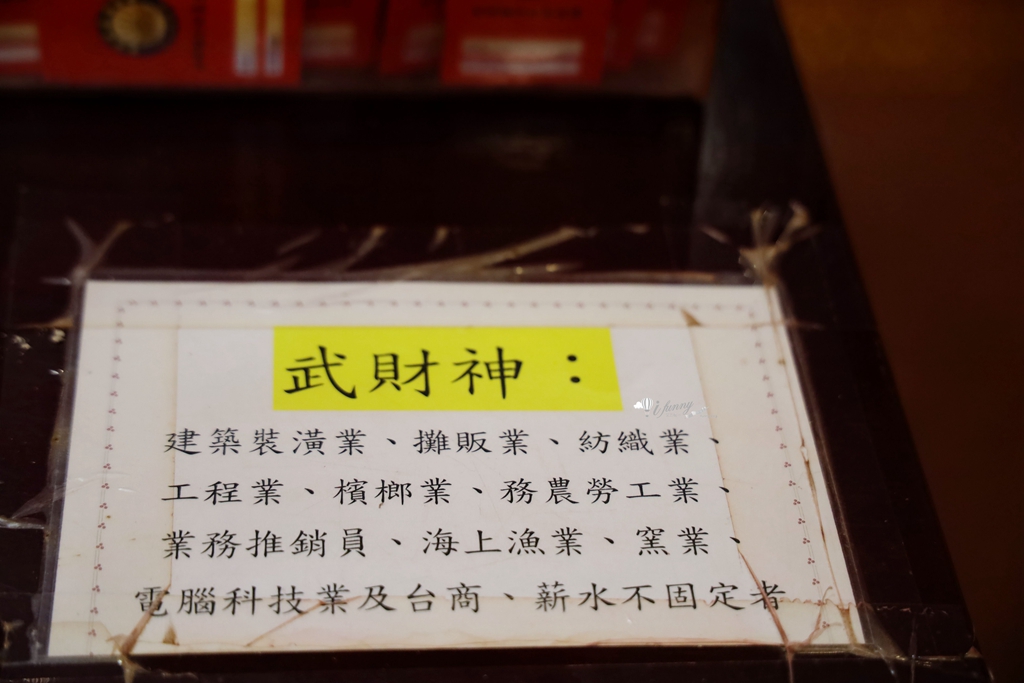 武財神：
ifunny
建築裝潢業、攤販業、紡織業、
工程業、檳榔業、務農勞工業、
業務推銷員、海上漁業、窯業、
電腦科技業及台商、薪水不固定者